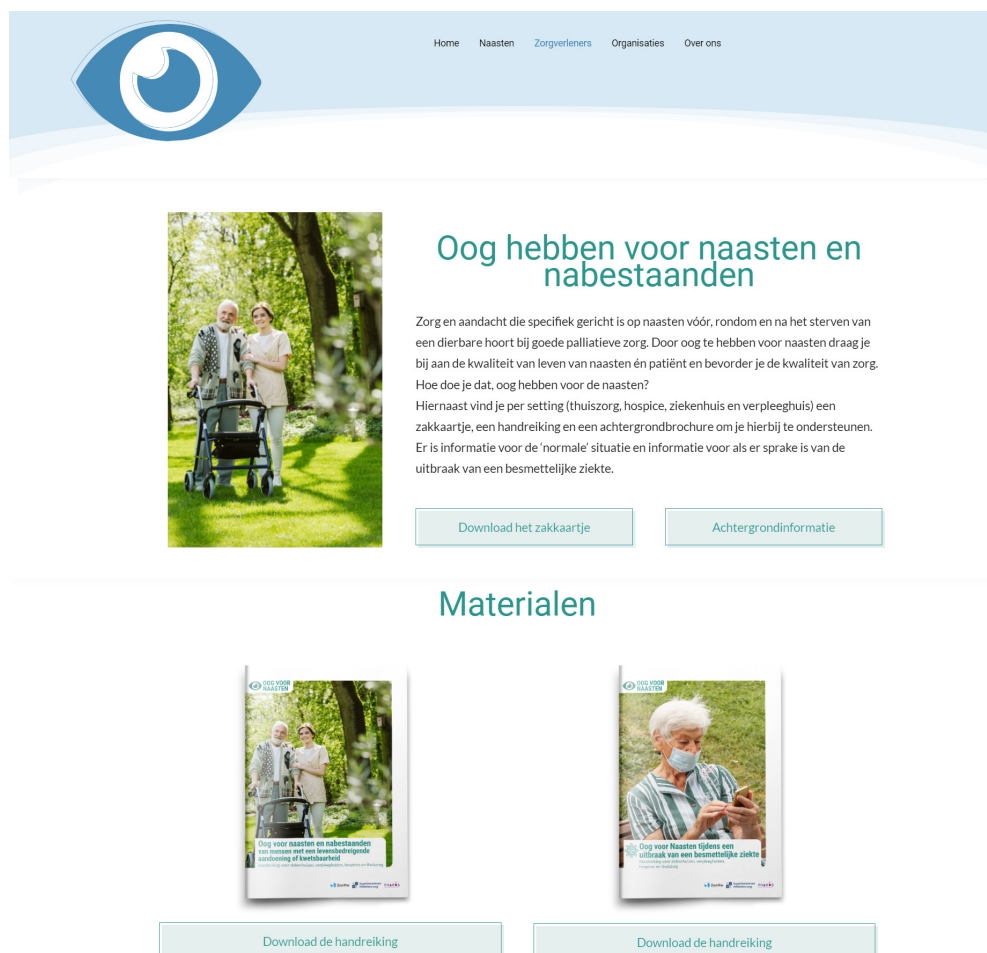 Home Naasten Zorgverleners Organisaties Over ons
Oog hebben voor naasten en
nabestaanden
Zorg en aandacht die specifiek gericht is op naasten vóór, rondom en na het sterven van
een dierbare hoort bij goede palliatieve zorg. Door oog te hebben voor naasten draag je
bij aan de kwaliteit van leven van naasten én patiënt en bevorder je de kwaliteit van zorg.
Hoe doe je dat, oog hebben voor de naasten?
Hiernaast vind je per setting (thuiszorg, hospice, ziekenhuis en verpleeghuis) een
zakkaartje, een handreiking en een achtergrondbrochure om je hierbij te ondersteunen.
Er is informatie voor de ‘normale’ situatie en informatie voor als er sprake is van de
uitbraak van een besmettelijke ziekte.
Download het zakkaartje
Achtergrondinformatie
Materialen
OOG VOOR
NAASTEN
Oog voor naasten en nabestaanden
van mensen met een levensbedreigende
aandoening of kwetsbaarheid
OOG VOOR
NAASTEN
Oog voor Naasten tijdens een
uitbraak van een besmettelijke ziekte
Download de handreiking
Download de handreiking